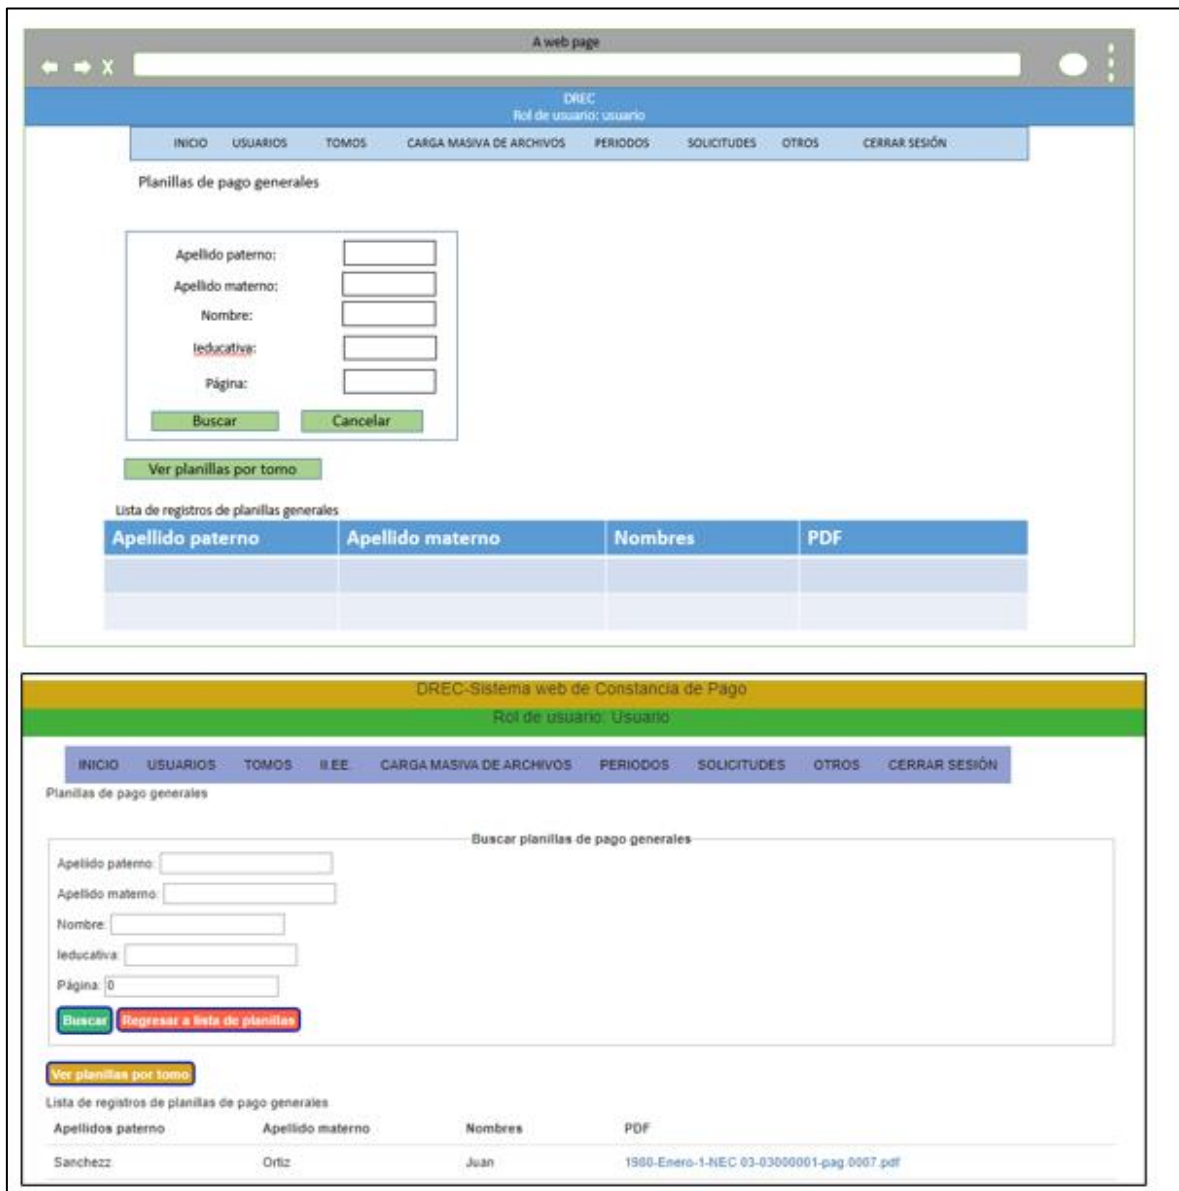 A web page
X
DREC
Rol de usuario: usuario
INICIO USUARIOS TOMOS CARGA MASIVA DE ARCHIVOS PERIODOS SOLICITUDES OTROS CERRAR SESIÓN
Planillas de pago generales
Apellido paterno:
Apellido materno:
Nombre:
Ieducativa:
Página:
Buscar Cancelar
Ver planillas por tomo
Lista de registros de planillas generales
Apellido paterno Apellido materno Nombres PDF
DREC-Sistema web de Constancia de Pago
Rol de usuario: Usuario
INICIO USUARIOS TOMOS II.EE. CARGA MASIVA DE ARCHIVOS PERIODOS SOLICITUDES OTROS CERRAR SESIÓN
Planillas de pago generales
Buscar planillas de pago generales
Apellido paterno:
Apellido materno:
Nombre:
Ieducativa:
Página: 0
Buscar Regresar a lista de planillas
Ver planillas por tomo
Lista de registros de planillas de pago generales
Apellidos paterno Apellido materno Nombres PDF
Sanchezz Ortiz Juan 1980-Enero-1-NEC 03-03000001-pag 0007.pdf